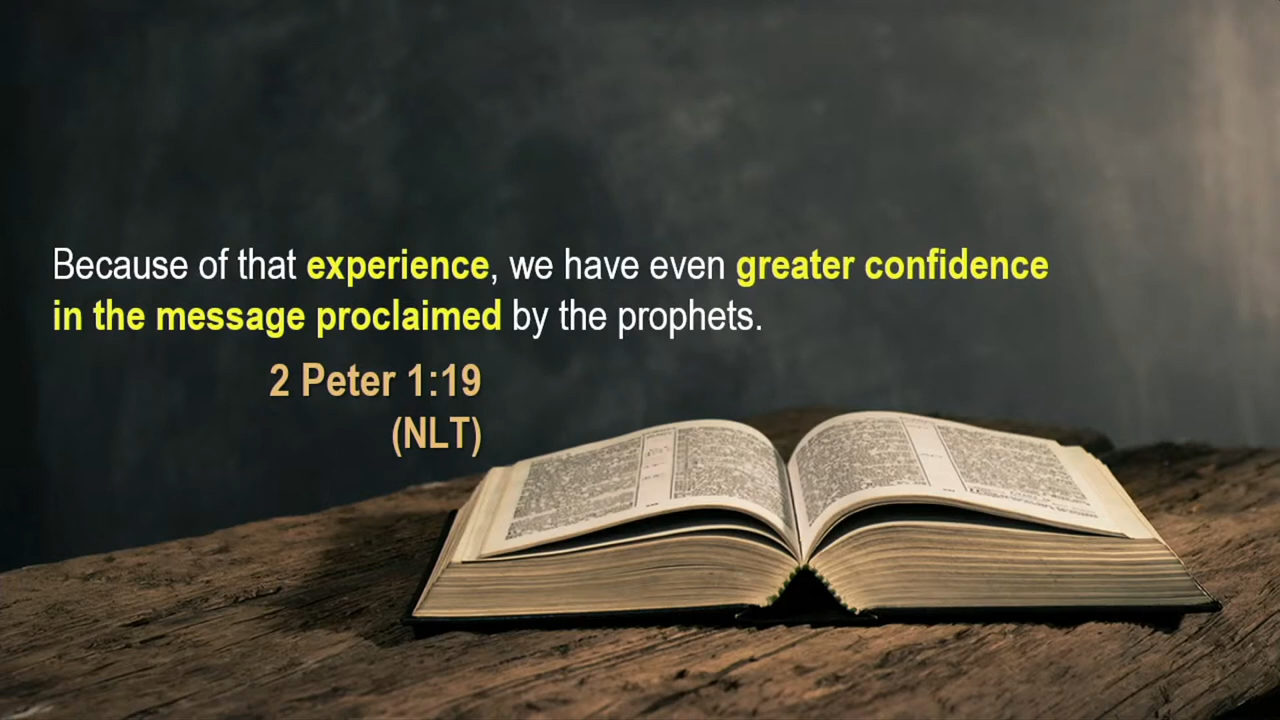 Because of that experience, we have even greater confidence
in the message proclaimed by the prophets.
2 Peter 1:19
(NLT)